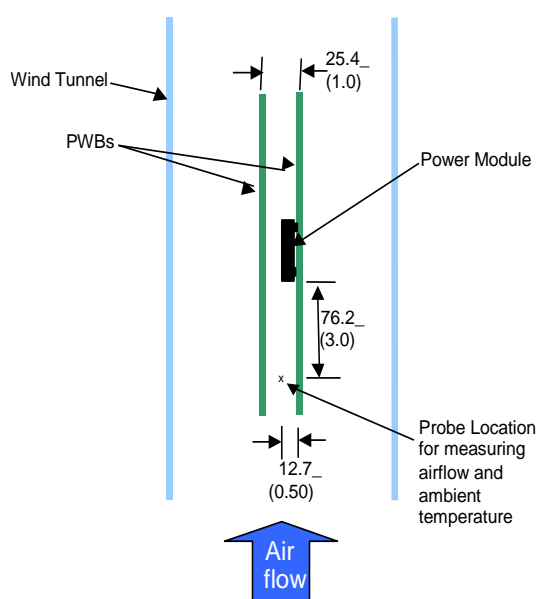 25.4_
(1.0)
Wind Tunnel
PWBs
Power Module
76.2_
(3.0)
x
Probe Location
for measuring
airflow and
ambient
temperature
12.7_
(0.50)
Air
flow